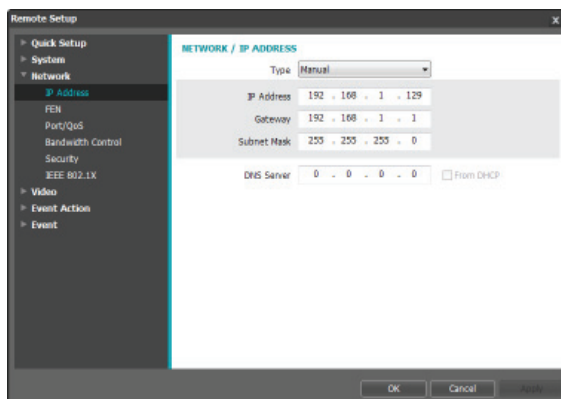 Remote Setup
X
Quick Setup
System
Network
IP Address
FEN
Port/QoS
Bandwidth Control
Security
IEEE 802.1X
Video
Event Action
Event
NETWORK / IP ADDRESS
Type Manual
IP Address 192 . 168 . 1 . 129
Gateway 192 . 168 . 1 . 1
Subnet Mask 255 . 255 . 255 . 0
DNS Server 0 . 0 . 0 . 0 From DHCP
OK Cancel Apply